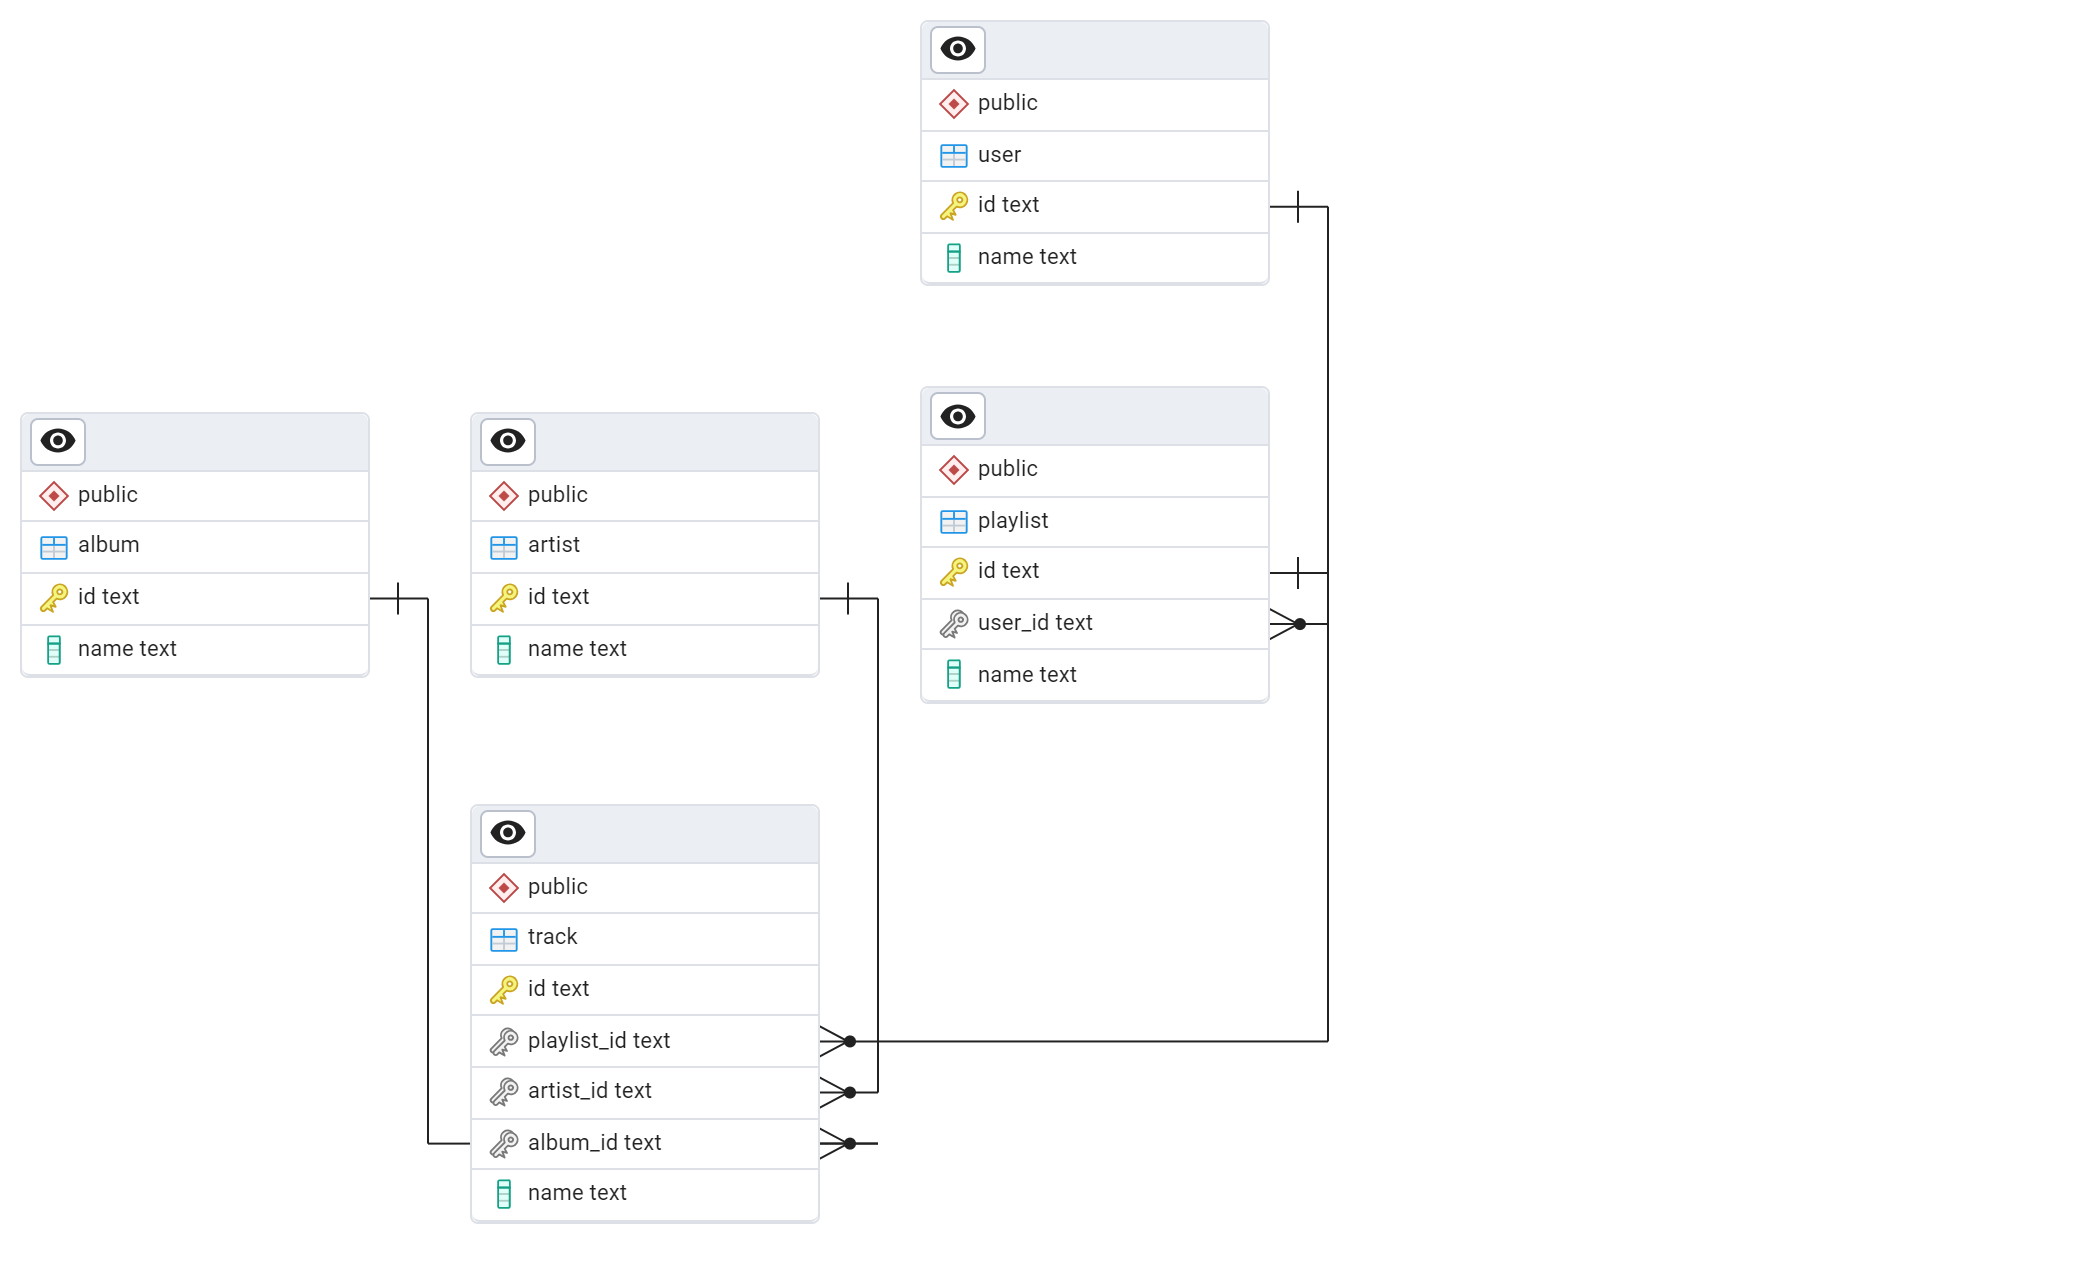 public
user
id text
name text
public
album
id text
name text
public
artist
id text
name text
public
playlist
id text
user_id text
name text
public
track
id text
playlist_id text
artist_id text
album_id text
name text